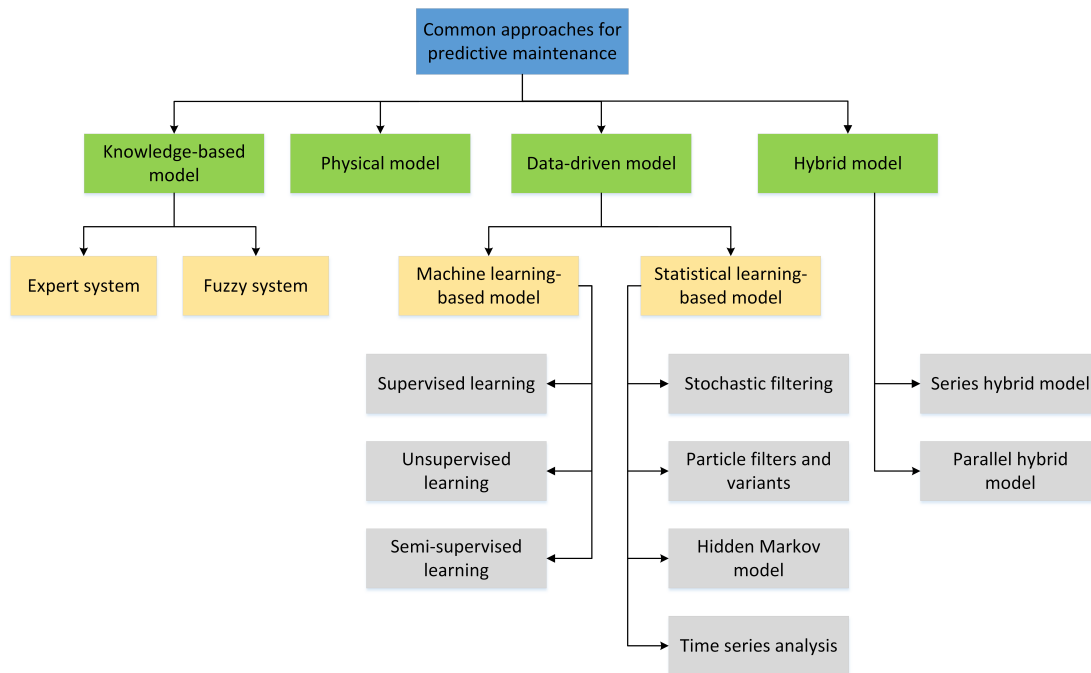 Common approaches for
predictive maintenance
Knowledge-based
model
Physical model
Data-driven model
Hybrid model
Expert system
Fuzzy system
Machine learning-
based model
Statistical learning-
based model
Supervised learning
Stochastic filtering
Series hybrid model
Unsupervised
learning
Particle filters and
variants
Parallel hybrid
model
Semi-supervised
learning
Hidden Markov
model
Time series analysis